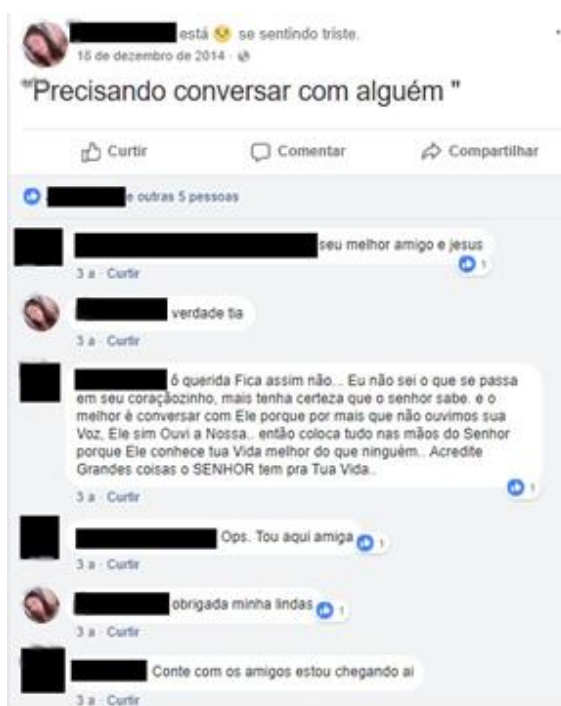 está se sentindo triste.
18 de dezembro de 2014
"Precisando conversar com alguém "
Curtir Comentar Compartilhar
e outras 5 pessoas
seu melhor amigo e jesus
1
3 a · Curtir
verdade tia
3 a · Curtir
ô querida Fica assim não... Eu não sei o que se passa
em seu coraçãozinho, mais tenha certeza que o senhor sabe. e o
melhor é conversar com Ele porque por mais que não ouvimos sua
Voz, Ele sim Ouvi a Nossa.. então coloca tudo nas mãos do Senhor
porque Ele conhece tua Vida melhor do que ninguém.. Acredite
Grandes coisas o SENHOR tem pra Tua Vida..
1
3 a · Curtir
Ops. Tou aqui amiga 1
3 a · Curtir
obrigada minha lindas 1
3 a · Curtir
Conte com os amigos estou chegando ai
3 a · Curtir